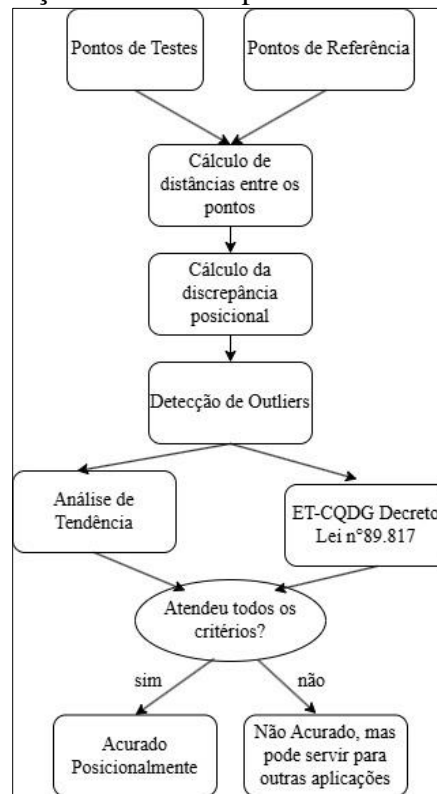 Pontos de Testes
Pontos de Referência
Cálculo de
distâncias entre os
pontos
Cálculo da
discrepância
posicional
Detecção de Outliers
Análise de
Tendência
ET-CQDG Decreto
Lei n°89.817
Atendeu todos os
critérios?
sim
não
Acurado
Posicionalmente
Não Acurado, mas
pode servir para
outras aplicações